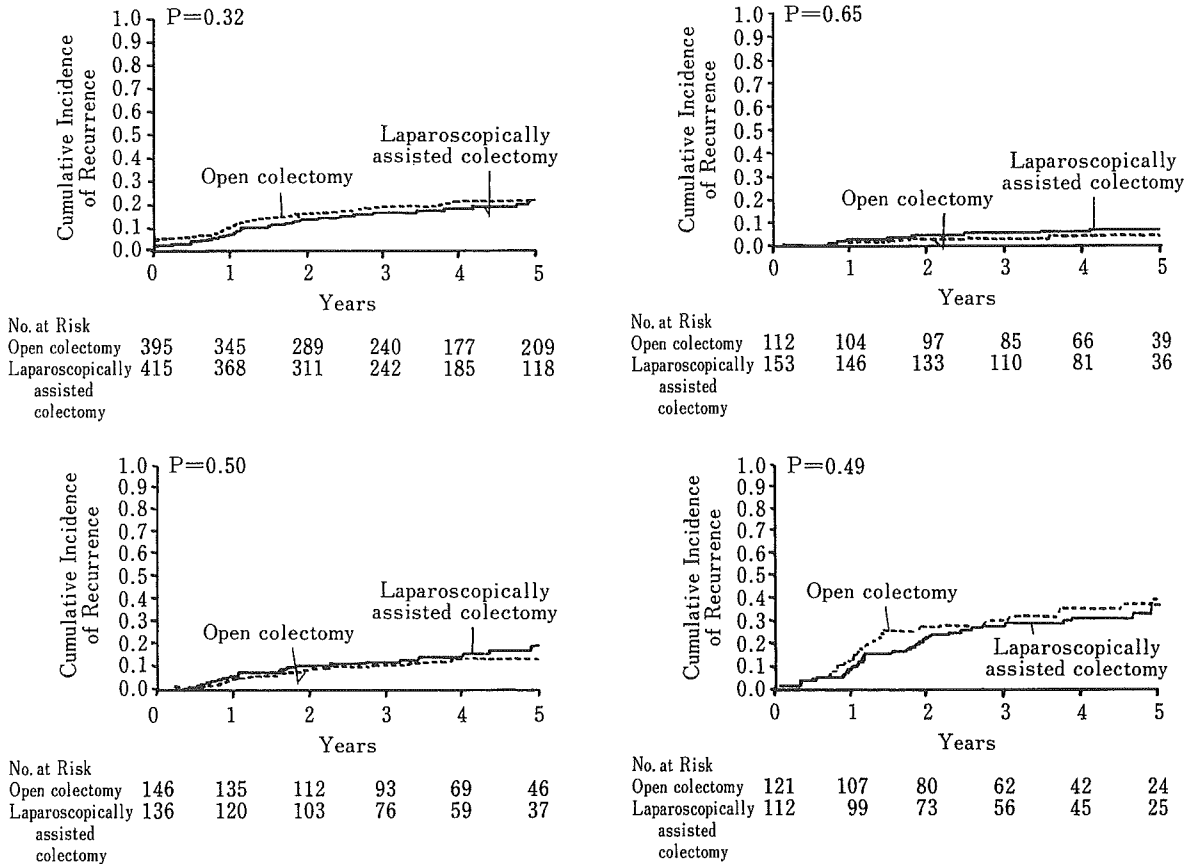 P=0.32
Cumulative Incidence
of Recurrence
1.0
0.9
0.8
0.7
0.6
0.5
0.4
0.3
0.2
0.1
0.0
Laparoscopically
assisted colectomy
Open colectomy
0 1 2 3 4 5
Years
No. at Risk
Open colectomy 395 345 289 240 177 209
Laparoscopically 415 368 311 242 185 118
assisted
colectomy
P=0.65
Cumulative Incidence
of Recurrence
1.0
0.9
0.8
0.7
0.6
0.5
0.4
0.3
0.2
0.1
0.0
Laparoscopically
assisted colectomy
Open colectomy
0 1 2 3 4 5
Years
No. at Risk
Open colectomy 112 104 97 85 66 39
Laparoscopically 153 146 133 110 81 36
assisted
colectomy
P=0.50
Cumulative Incidence
of Recurrence
1.0
0.9
0.8
0.7
0.6
0.5
0.4
0.3
0.2
0.1
0.0
Laparoscopically
assisted colectomy
Open colectomy
0 1 2 3 4 5
Years
No. at Risk
Open colectomy 146 135 112 93 69 46
Laparoscopically 136 120 103 76 59 37
assisted
colectomy
P=0.49
Cumulative Incidence
of Recurrence
1.0
0.9
0.8
0.7
0.6
0.5
0.4
0.3
0.2
0.1
0.0
Open colectomy
Laparoscopically
assisted colectomy
0 1 2 3 4 5
Years
No. at Risk
Open colectomy 121 107 80 62 42 24
Laparoscopically 112 99 73 56 45 25
assisted
colectomy